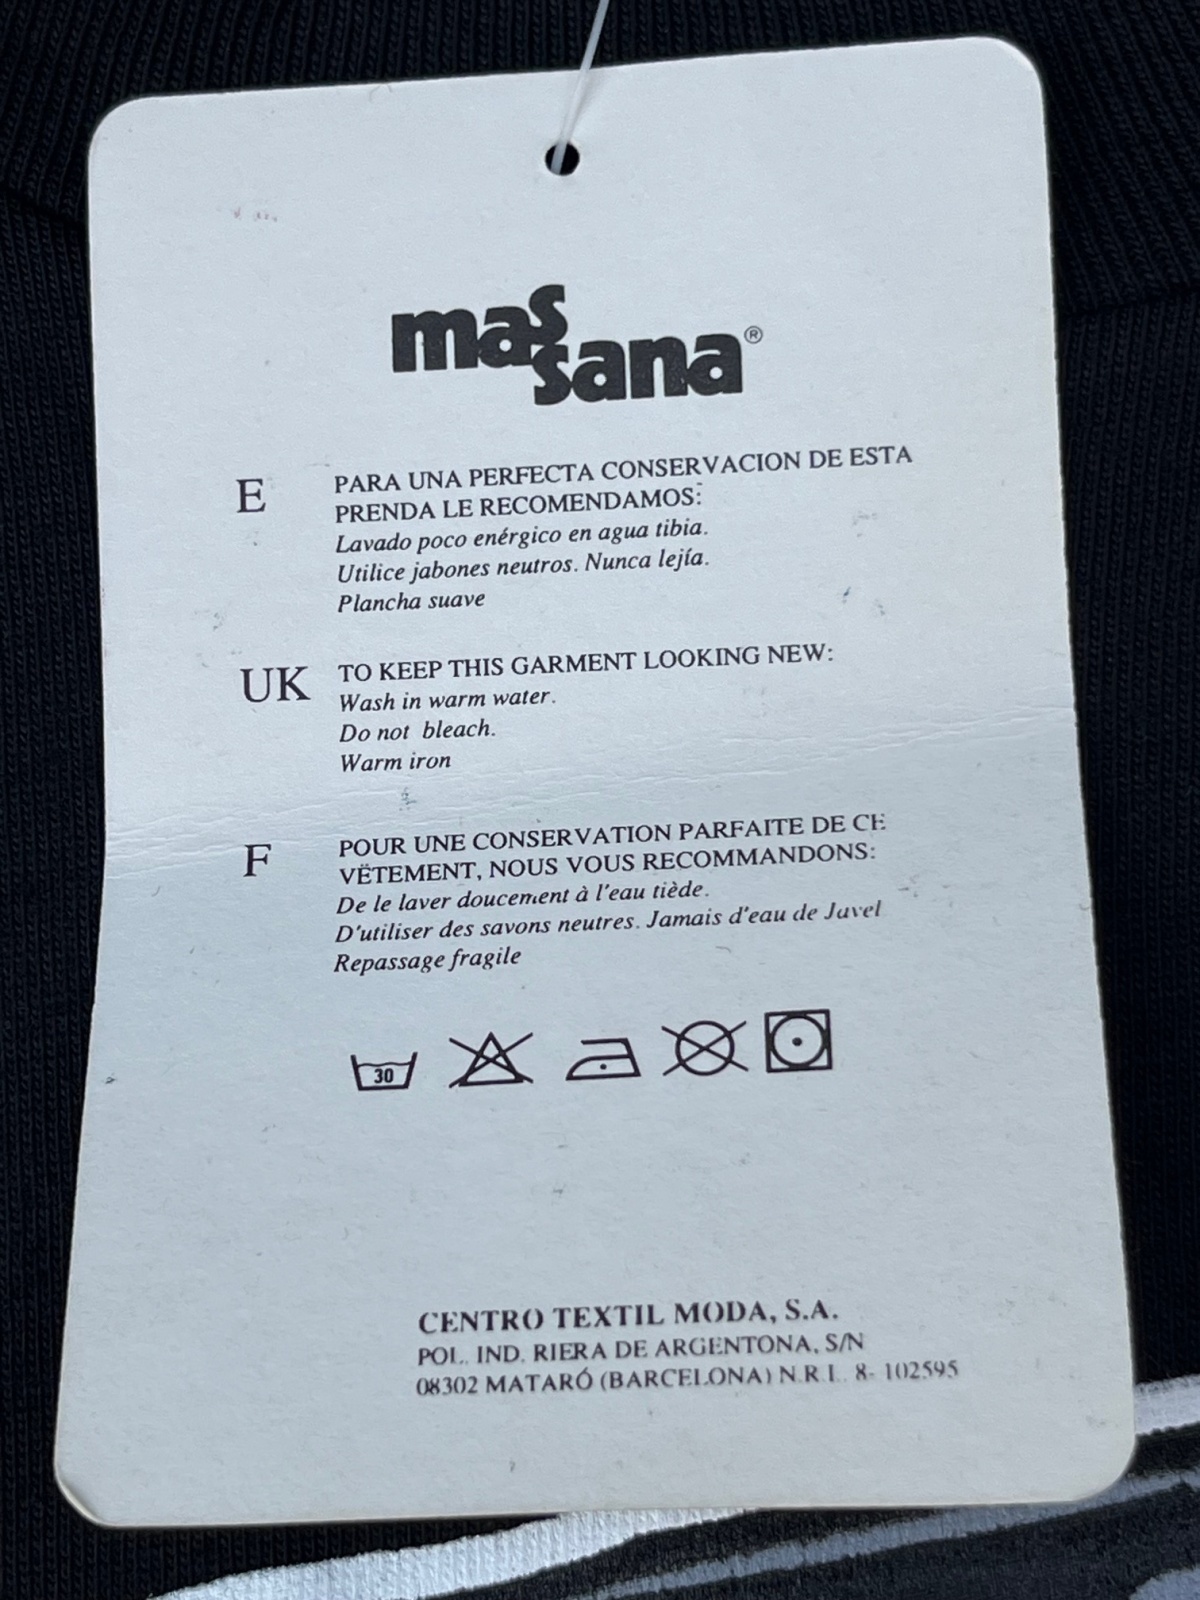 massana®
E PARA UNA PERFECTA CONSERVACION DE ESTA
PRENDA LE RECOMENDAMOS:
Lavado poco enérgico en agua tibia.
Utilice jabones neutros. Nunca lejía.
Plancha suave
UK TO KEEP THIS GARMENT LOOKING NEW:
Wash in warm water.
Do not bleach.
Warm iron
F POUR UNE CONSERVATION PARFAITE DE CE
VËTEMENT, NOUS VOUS RECOMMANDONS:
De le laver doucement à l'eau tiède.
D'utiliser des savons neutres. Jamais d'eau de Javel
Repassage fragile
30
CENTRO TEXTIL MODA, S.A.
POL. IND. RIERA DE ARGENTONA, S/N
08302 MATARÓ (BARCELONA) N.R.I. 8- 102595